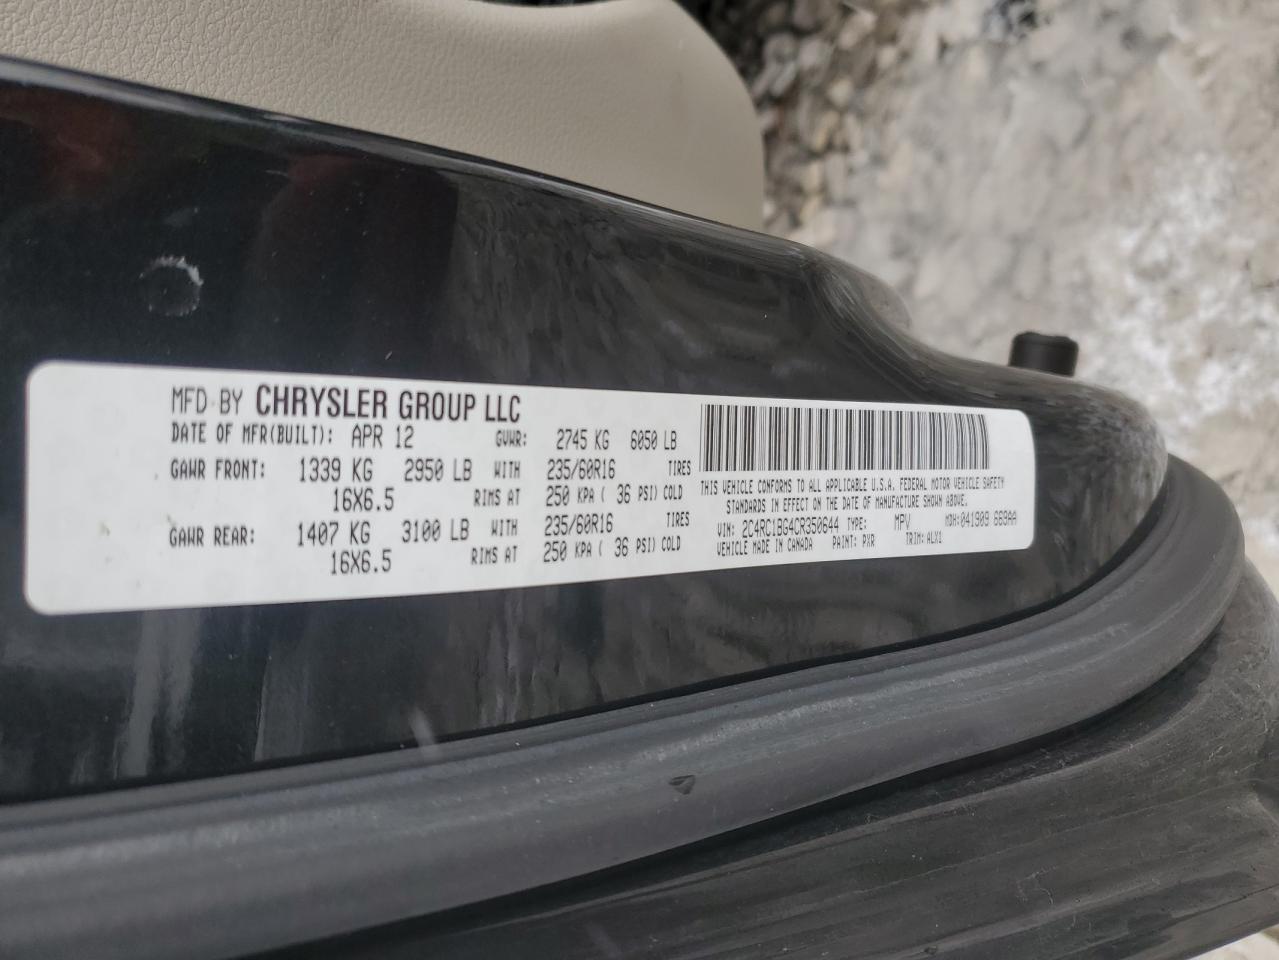 MFD BY CHRYSLER GROUP LLC
DATE OF MFR(BUILT): APR 12 GVWR: 2745 KG 6050 LB
GAWR FRONT: 1339 KG 2950 LB WITH 235/60R16 TIRES
16X6.5 RIMS AT 250 KPA ( 36 PSI) COLD
GAWR REAR: 1407 KG 3100 LB WITH 235/60R16 TIRES
16X6.5 RIMS AT 250 KPA ( 36 PSI) COLD
THIS VEHICLE CONFORMS TO ALL APPLICABLE U.S.A. FEDERAL MOTOR VEHICLE SAFETY
STANDARDS IN EFFECT ON THE DATE OF MANUFACTURE SHOWN ABOVE.
VIN: 2C4RC1BG4CR350644 TYPE: MPV MDH:041909 669AA
VEHICLE MADE IN CANADA PAINT: PXR TRIM: ALX1